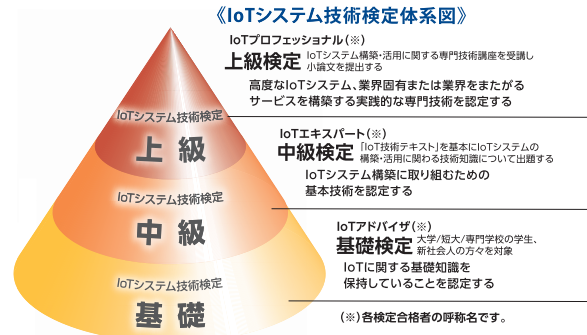 《IoTシステム技術検定体系図》
IoTプロフェッショナル(※)
上級検定 IoTシステム構築・活用に関する専門技術講座を受講し
小論文を提出する
高度なIoTシステム、業界固有または業界をまたがる
サービスを構築する実践的な専門技術を認定する
IoTシステム技術検定
上 級
IoTエキスパート(※)
中級検定 「IoT技術テキスト」を基本にIoTシステムの
構築・活用に関わる技術知識について出題する
IoTシステム構築に取り組むための
基本技術を認定する
IoTシステム技術検定
中 級
IoTアドバイザ(※)
基礎検定 大学/短大/専門学校の学生、
新社会人の方々を対象
IoTに関する基礎知識を
保持していることを認定する
IoTシステム技術検定
基 礎
(※)各検定合格者の呼称名です。